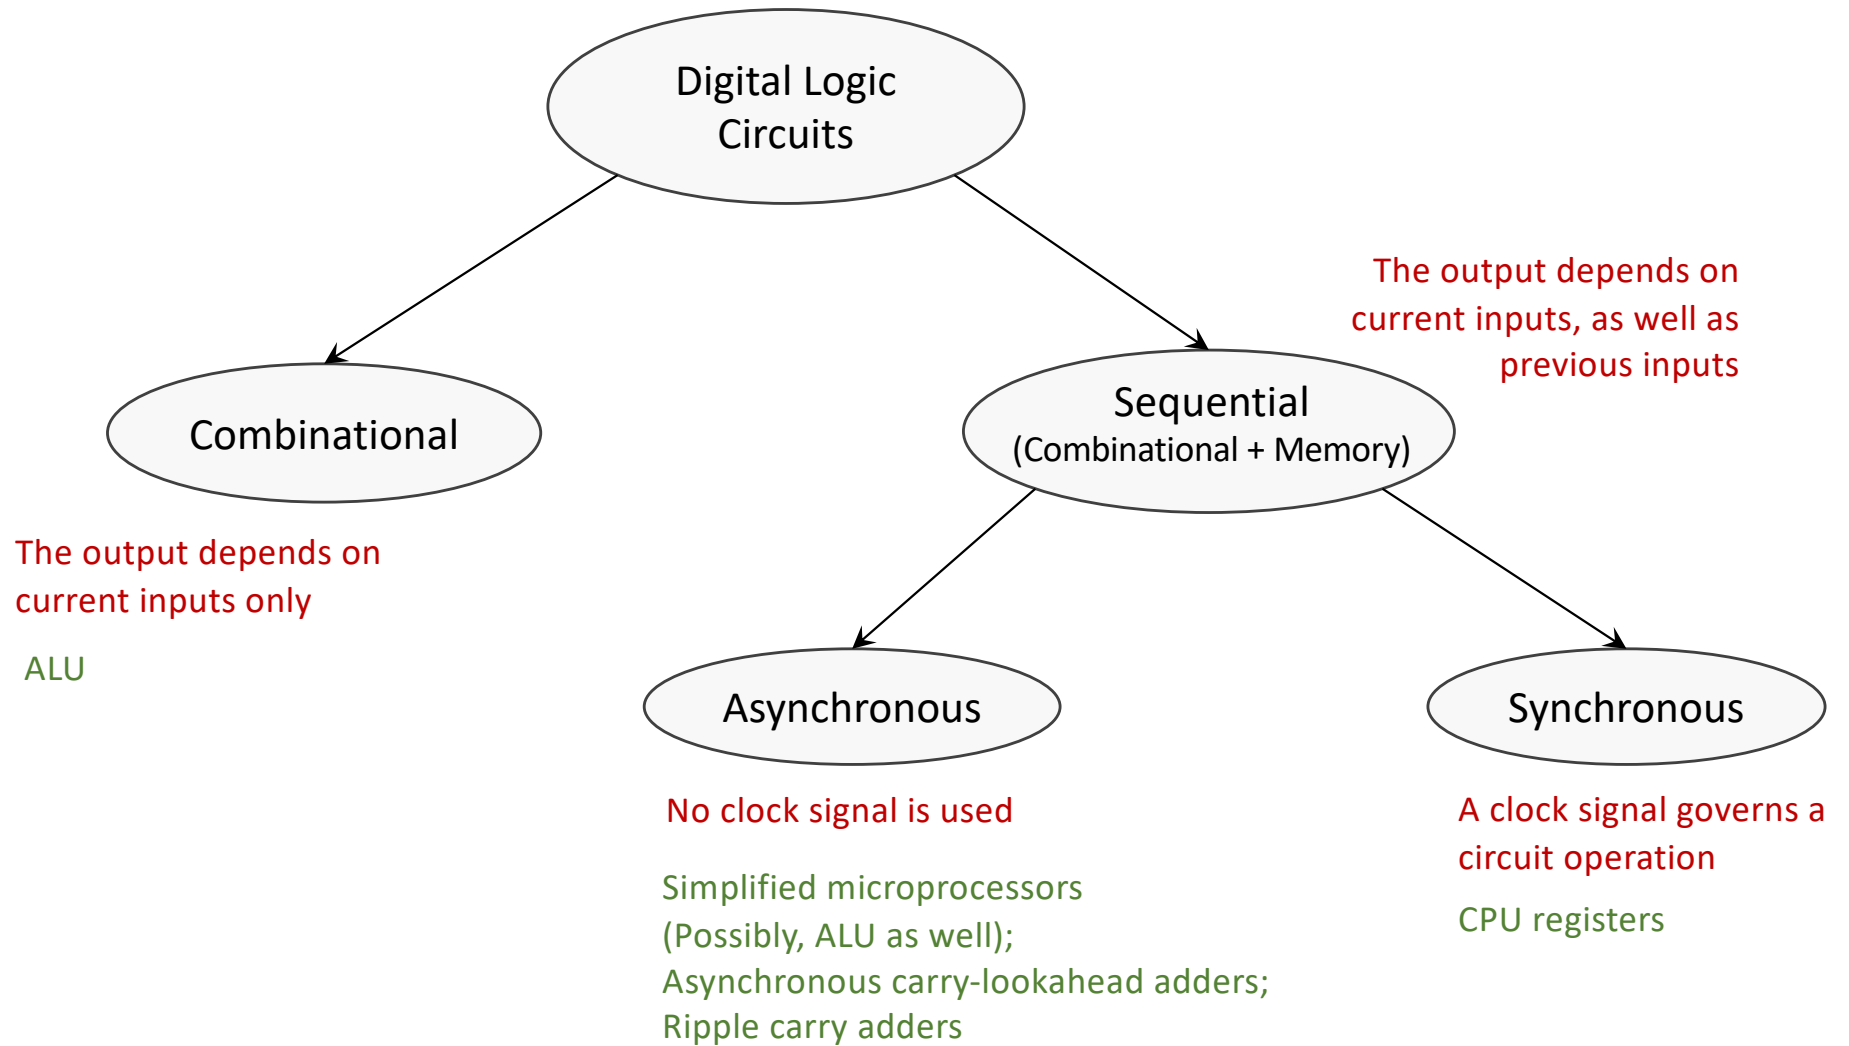 Digital Logic
Circuits
The output depends on
current inputs, as well as
previous inputs
Combinational
Sequential
(Combinational + Memory)
The output depends on
current inputs only
ALU
Asynchronous
Synchronous
No clock signal is used
Simplified microprocessors
(Possibly, ALU as well);
Asynchronous carry-lookahead adders;
Ripple carry adders
A clock signal governs a
circuit operation
CPU registers